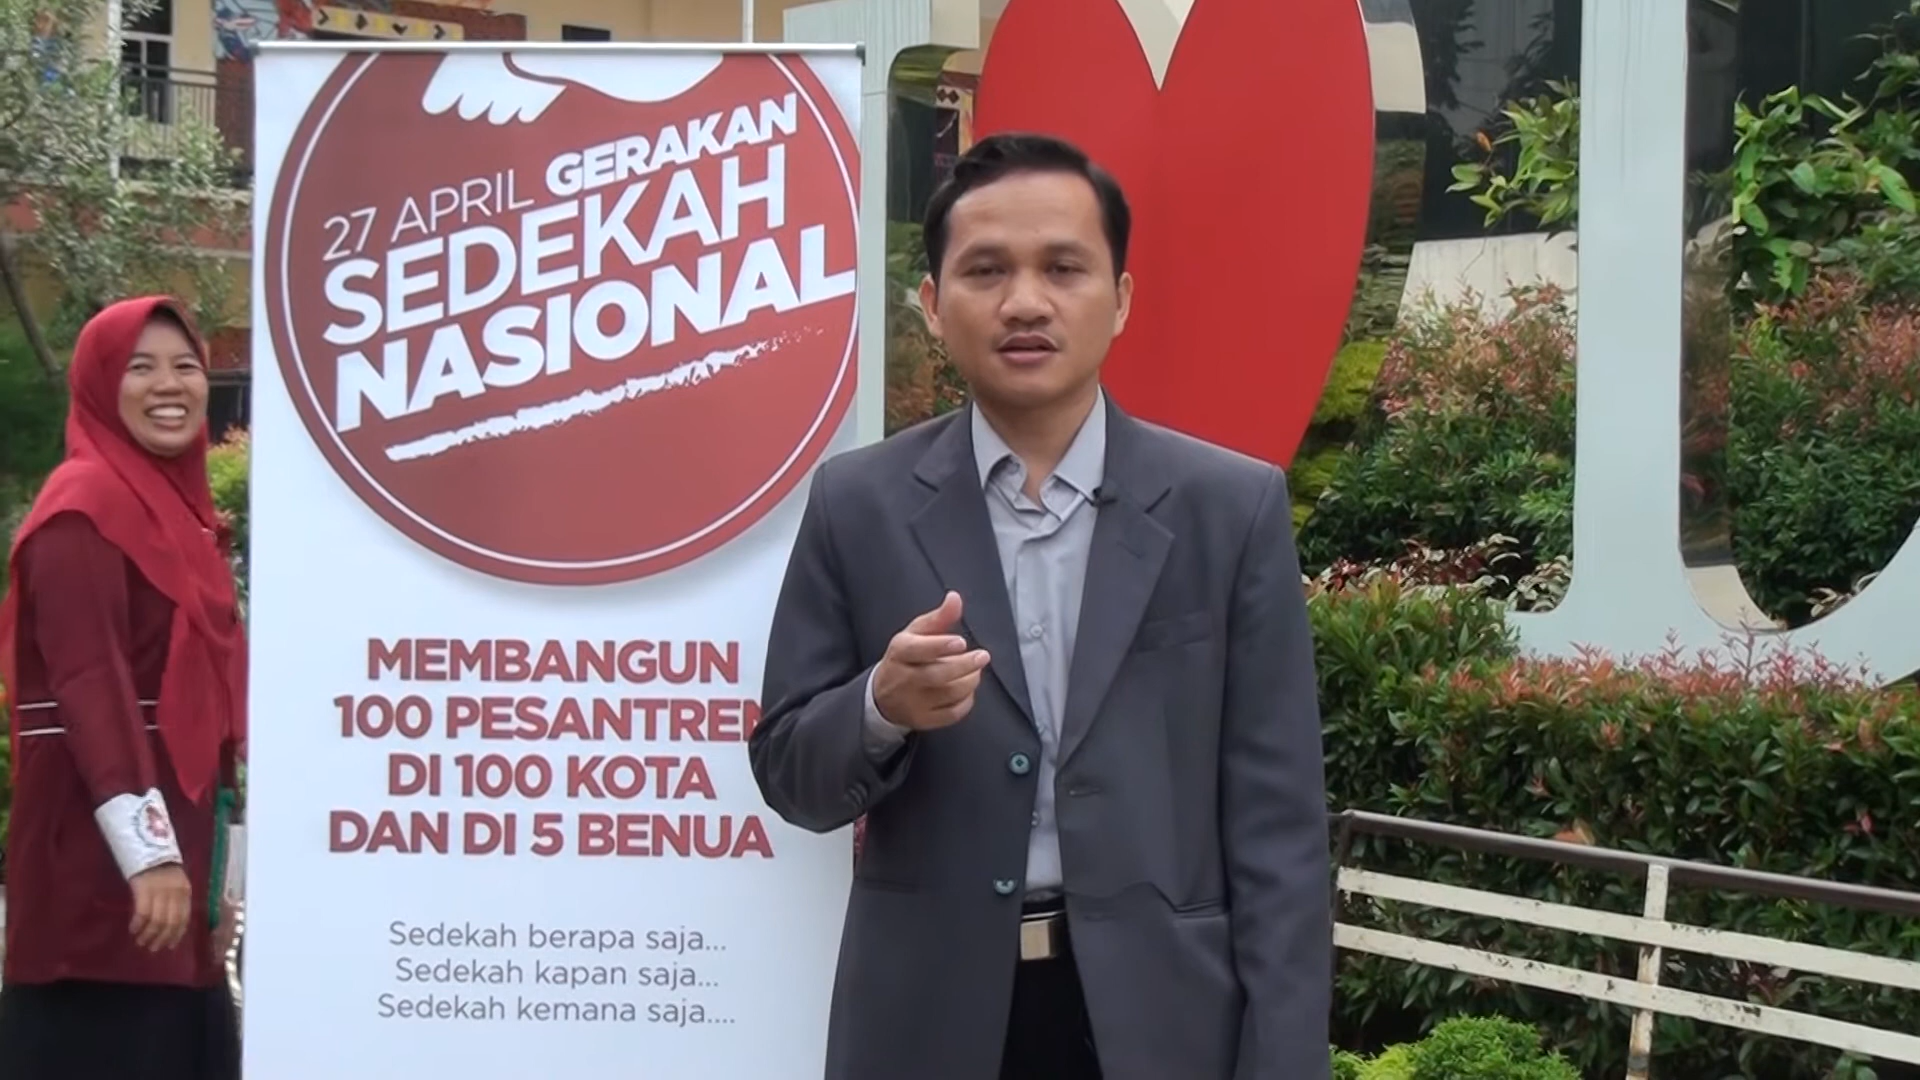 27 APRIL GERAKAN
SEDEKAH
NASIONAL
MEMBANGUN
100 PESANTREN
DI 100 KOTA
DAN DI 5 BENUA
Sedekah berapa saja...
Sedekah kapan saja...
Sedekah kemana saja....